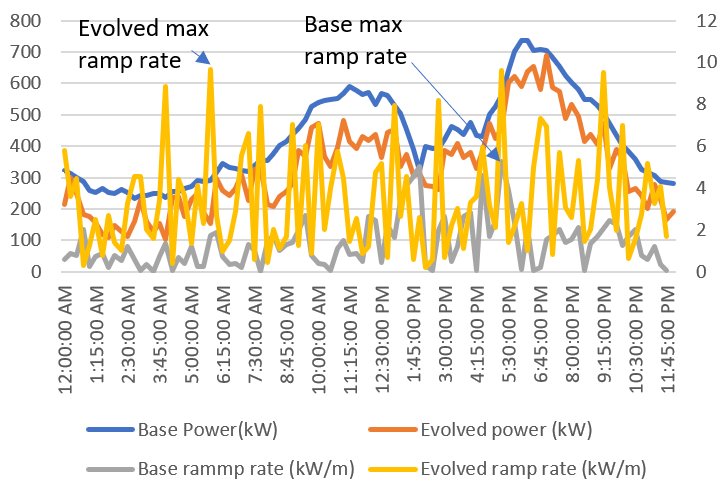 Evolved max
ramp rate
Base max
ramp rate
800
700
600
500
400
300
200
100
0
12
10
8
6
4
2
0
12:00:00 AM
1:15:00 AM
2:30:00 AM
3:45:00 AM
5:00:00 AM
6:15:00 AM
7:30:00 AM
8:45:00 AM
10:00:00 AM
11:15:00 AM
12:30:00 PM
1:45:00 PM
3:00:00 PM
4:15:00 PM
5:30:00 PM
6:45:00 PM
8:00:00 PM
9:15:00 PM
10:30:00 PM
11:45:00 PM
Base Power(kW)
Evolved power (kW)
Base rammp rate (kW/m)
Evolved ramp rate (kW/m)